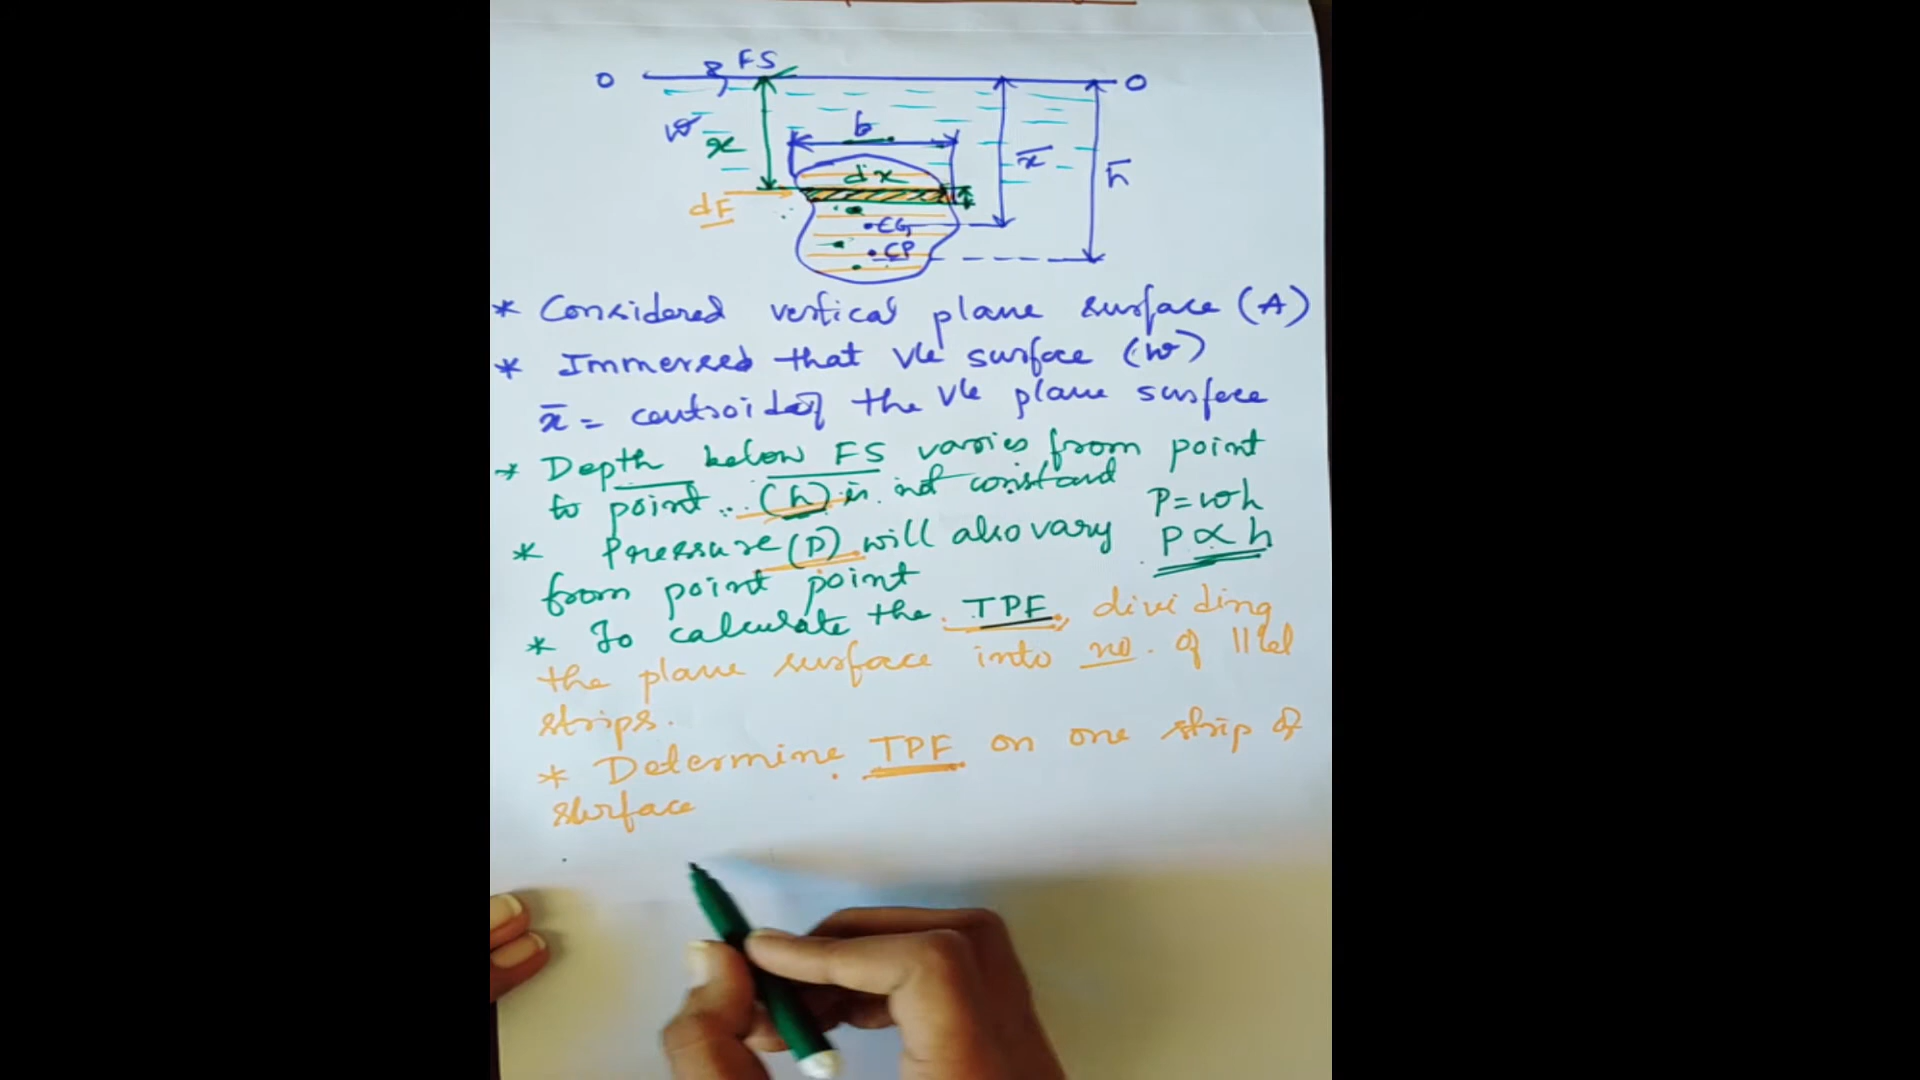 FS
O O
w x b x̄ h̄
dx
dF
CG
CP
* Considered vertical plane surface (A)
* Immersed that Vle surface (w)
x̄ = centroid of the Vle plane surface
* Depth below FS varies from point
to point... (h) is not constand
P = wh
* Pressure (P) will also vary P ∝ h
from point point
* To calculate the TPF, dividing
the plane surface into no. of 11lel
strips.
* Determine TPF on one strip of
surface